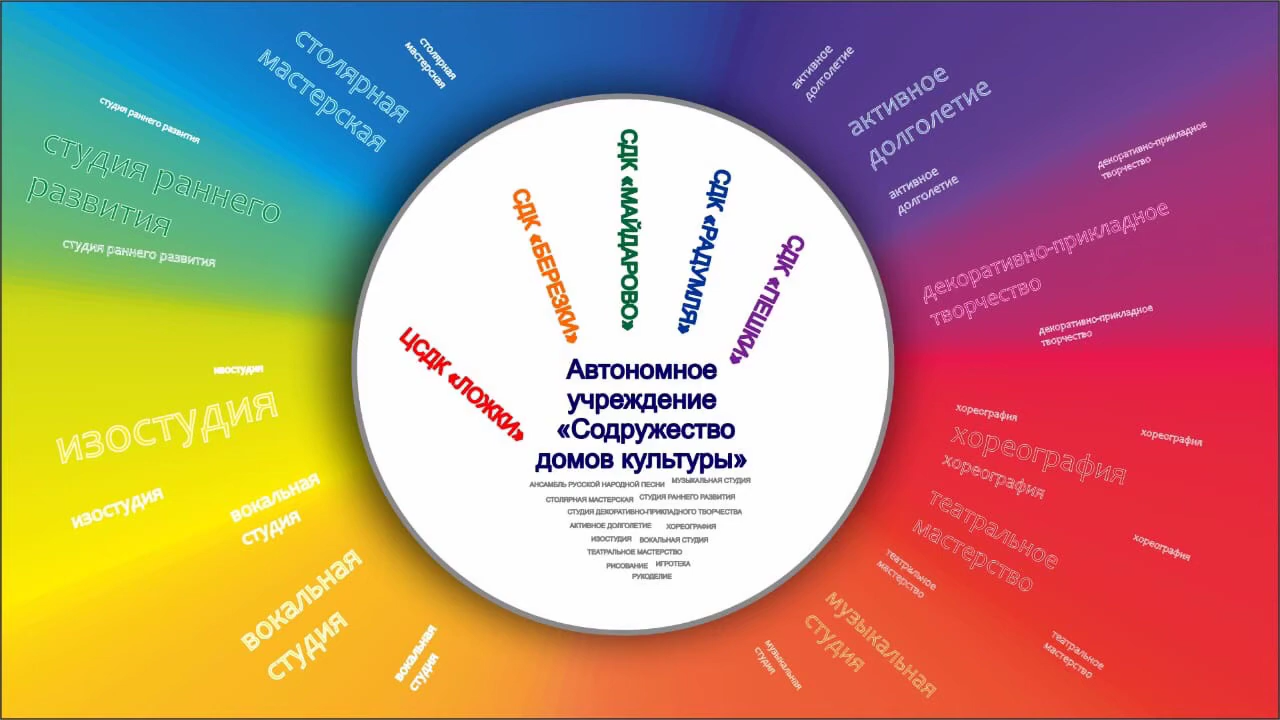 столярная
мастерская
столярная
мастерская
студия раннего развития
студия раннего
развития
студия раннего развития
изостудия
изостудия
изостудия
вокальная
студия
вокальная
студия
вокальная
студия
ЦСДК «ЛОЖКИ»
СДК «БЕРЕЗКИ»
СДК «МАЙДАРОВО»
СДК «РАДУМЛЯ»
СДК «ПЕШКИ»
Автономное
учреждение
«Содружество
домов культуры»
АНСАМБЕЛЬ РУССКОЙ НАРОДНОЙ ПЕСНИ МУЗЫКАЛЬНАЯ СТУДИЯ
СТОЛЯРНАЯ МАСТЕРСКАЯ СТУДИЯ РАННЕГО РАЗВИТИЯ
СТУДИЯ ДЕКОРАТИВНО-ПРИКЛАДНОГО ТВОРЧЕСТВА
АКТИВНОЕ ДОЛГОЛЕТИЕ ХОРЕОГРАФИЯ
ИЗОСТУДИЯ ВОКАЛЬНАЯ СТУДИЯ
ТЕАТРАЛЬНОЕ МАСТЕРСТВО
РИСОВАНИЕ ИГРОТЕКА
РУКОДЕЛИЕ
активное
долголетие
активное
долголетие
активное
долголетие
декоративно-прикладное
творчество
декоративно-прикладное
творчество
декоративно-прикладное
творчество
хореография
хореография
хореография
хореография
хореография
театральное
мастерство
театральное
мастерство
театральное
мастерство
музыкальная
студия
музыкальная
студия